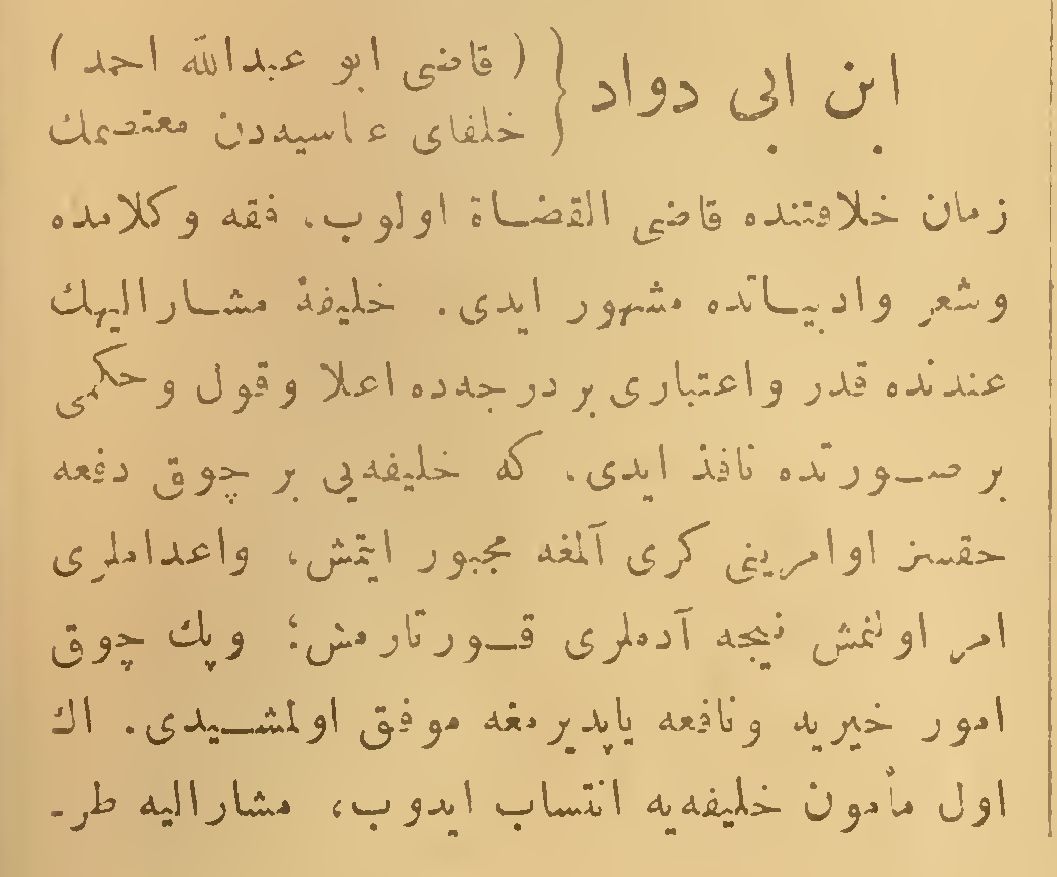 ابن ابی دواد { ( قاضی ابو عبدالله احمد )
خلفای عباسیه‌دن معتصمك
زمان خلافتنده قاضی القضاة اولوب، فقه وكلامده
وشعر وادبیاتده مشهور ایدی. خلیفهٔ مشارالیهك
عندنده قدر واعتباری بر درجه‌ده اعلا وقول وحكمی
بر صورتده نافذ ایدی، كه خلیفه‌یی بر چوق دفعه
حقسز اوامرینی كری آلمغه مجبور ایتمش، واعداملری
امر اولنمش نیجه آدملری قورتارمش؛ وپك چوق
امور خیریه ونافعه یاپدیرمغه موفق اولمشیدی. اك
اول مأمون خلیفه‌یه انتساب ایدوب، مشارالیه طر-